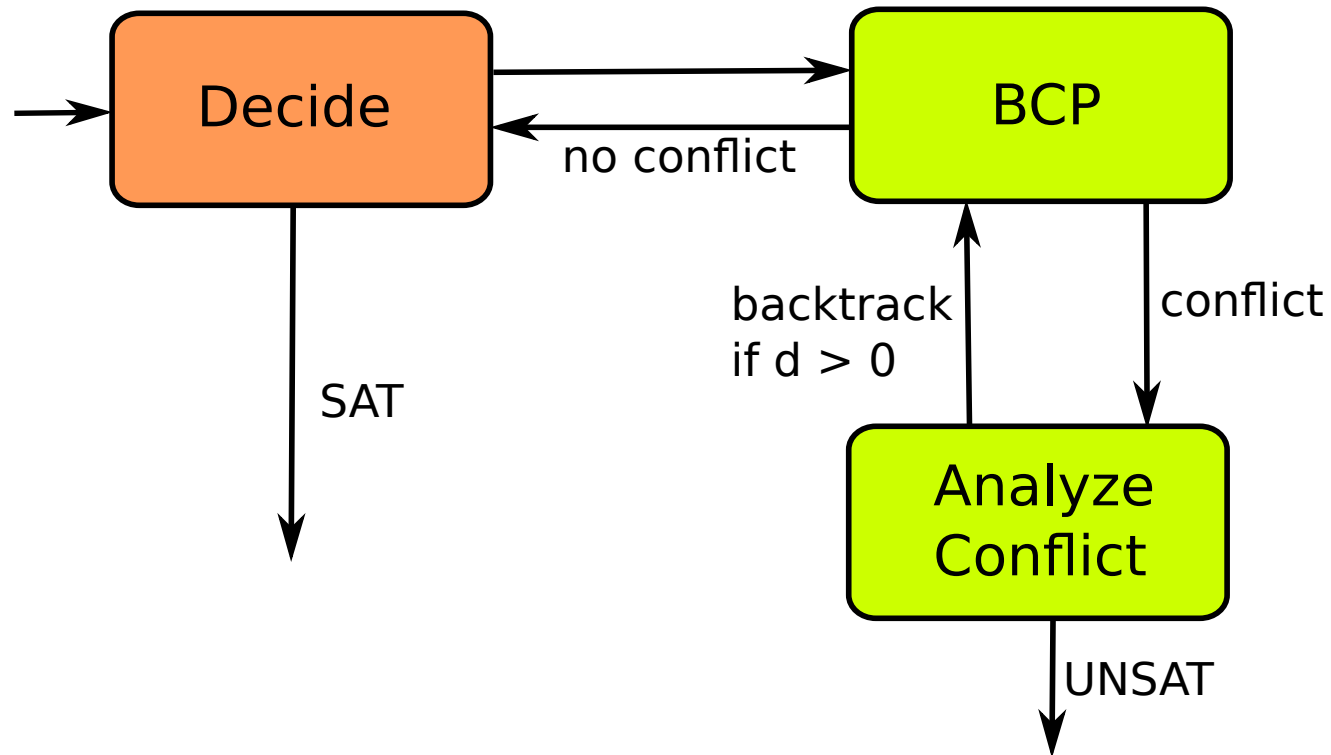 Decide
BCP
no conflict
backtrack
if d > 0
conflict
SAT
Analyze
Conflict
UNSAT